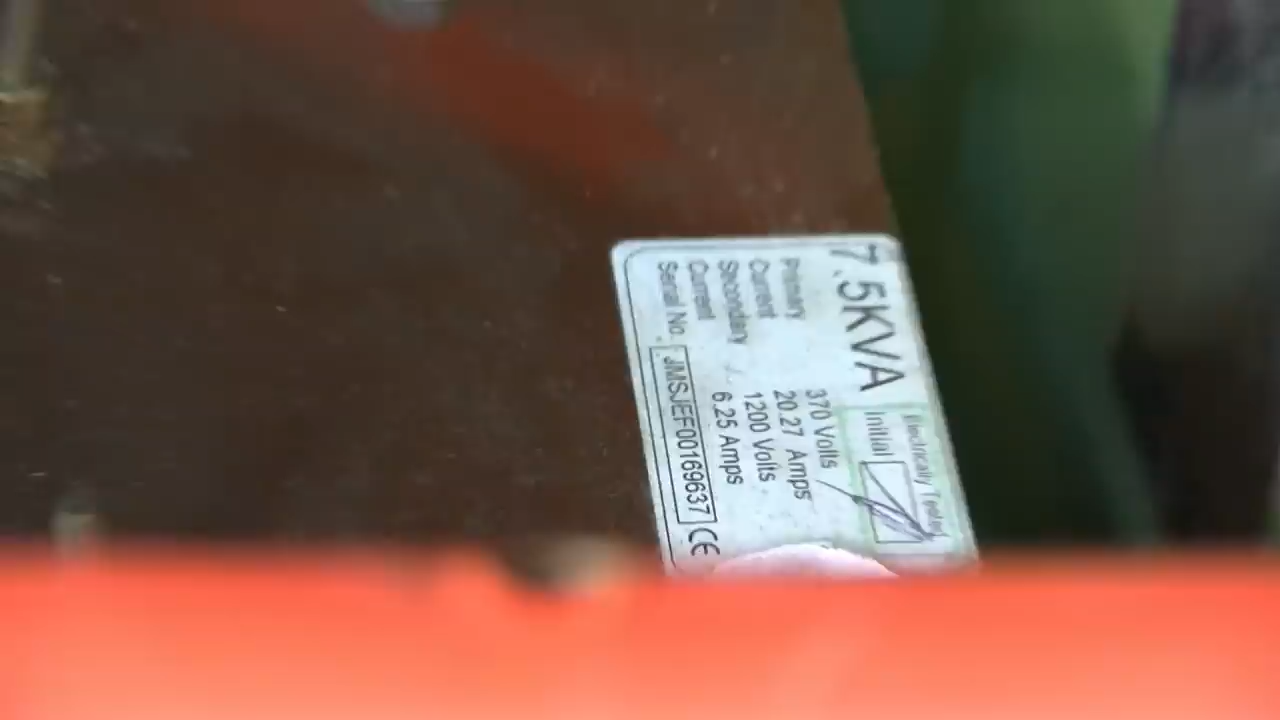 7.5KVA
Primary 370 Volts
Current 20.27 Amps
Secondary 1200 Volts
Current 6.25 Amps
Serial No. JMSJEF00169637 CE
Electrically Tested
Initial